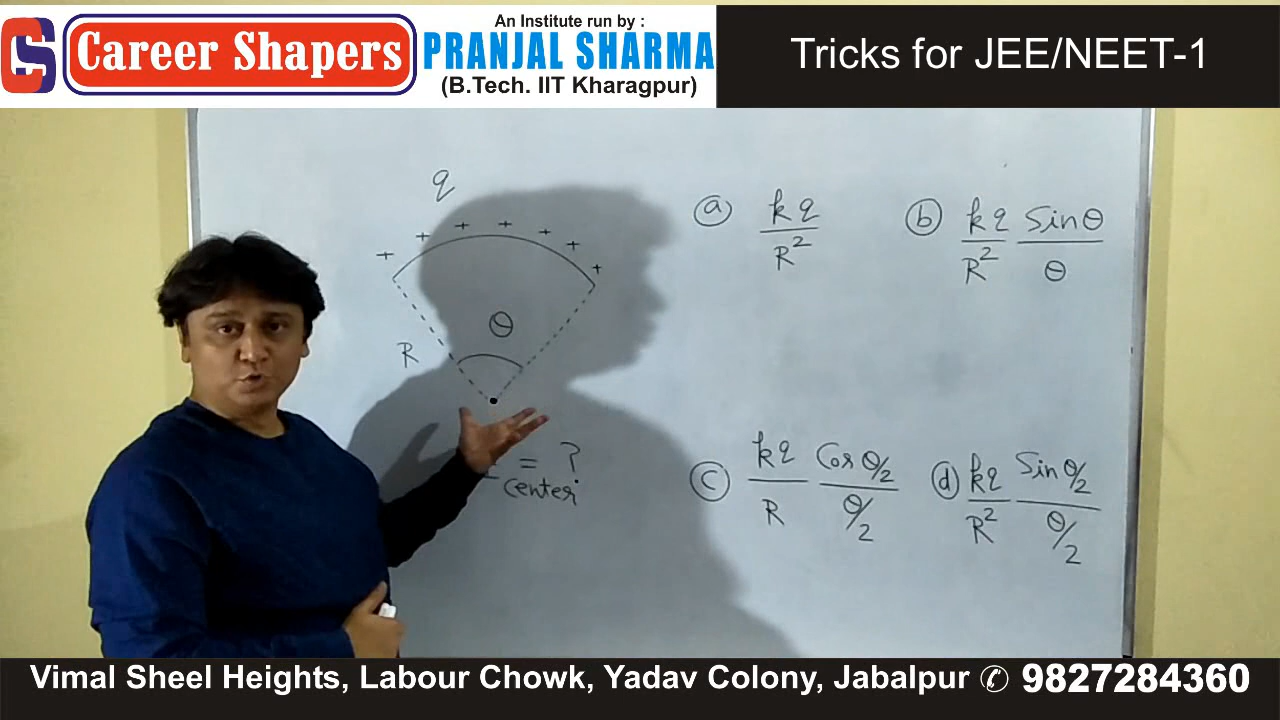 CS
Career Shapers
An Institute run by :
PRANJAL SHARMA
(B.Tech. IIT Kharagpur)
Tricks for JEE/NEET-1
q
+ + + + + + +
θ
R
= ?
center
(a) kq/R²
(b) kq/R² Sinθ/θ
(c) kq/R Cos θ/2 / θ/2
(d) kq/R² Sin θ/2 / θ/2
Vimal Sheel Heights, Labour Chowk, Yadav Colony, Jabalpur ✆ 9827284360